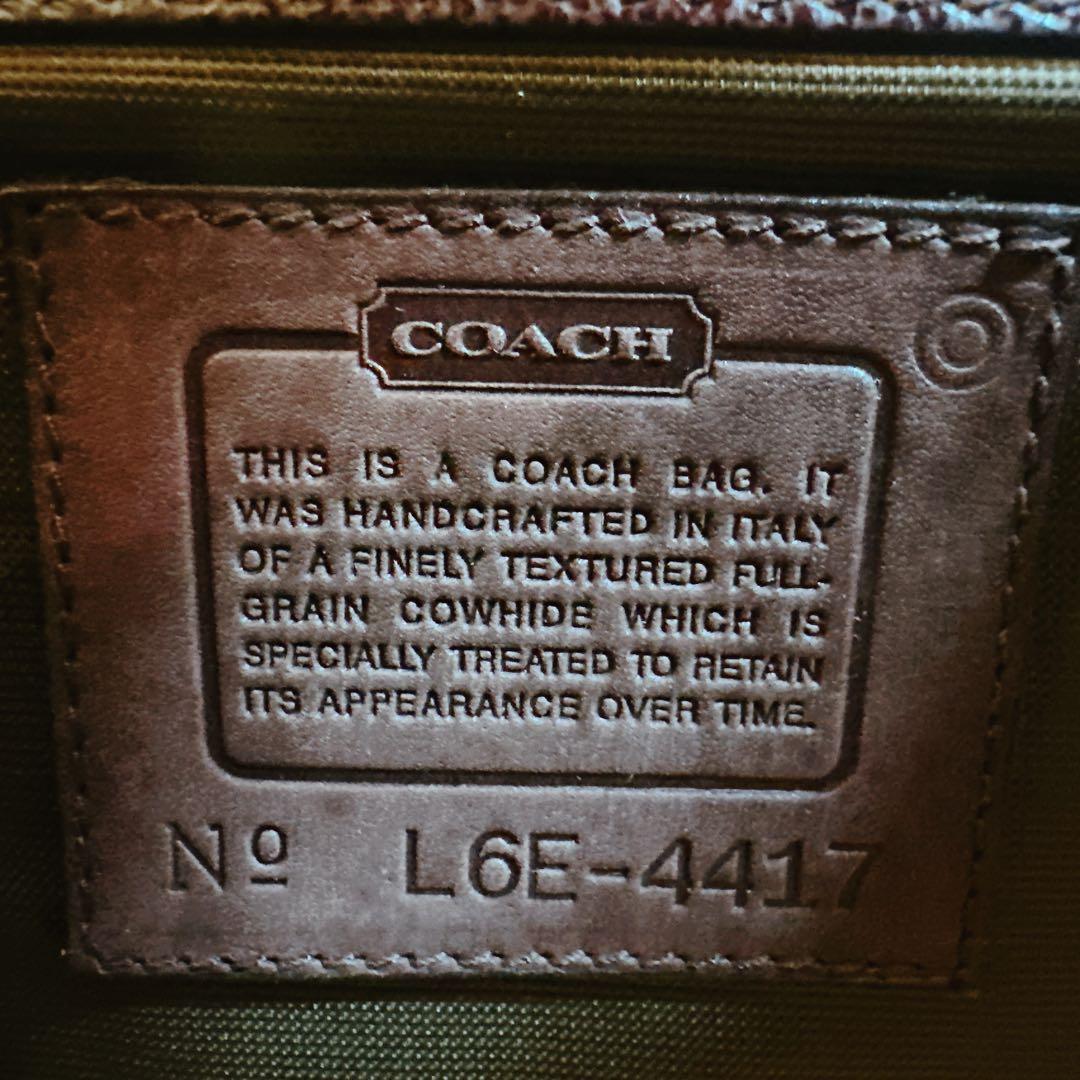 COACH
THIS IS A COACH BAG. IT
WAS HANDCRAFTED IN ITALY
OF A FINELY TEXTURED FULL-
GRAIN COWHIDE WHICH IS
SPECIALLY TREATED TO RETAIN
ITS APPEARANCE OVER TIME.
Nº L6E-4417